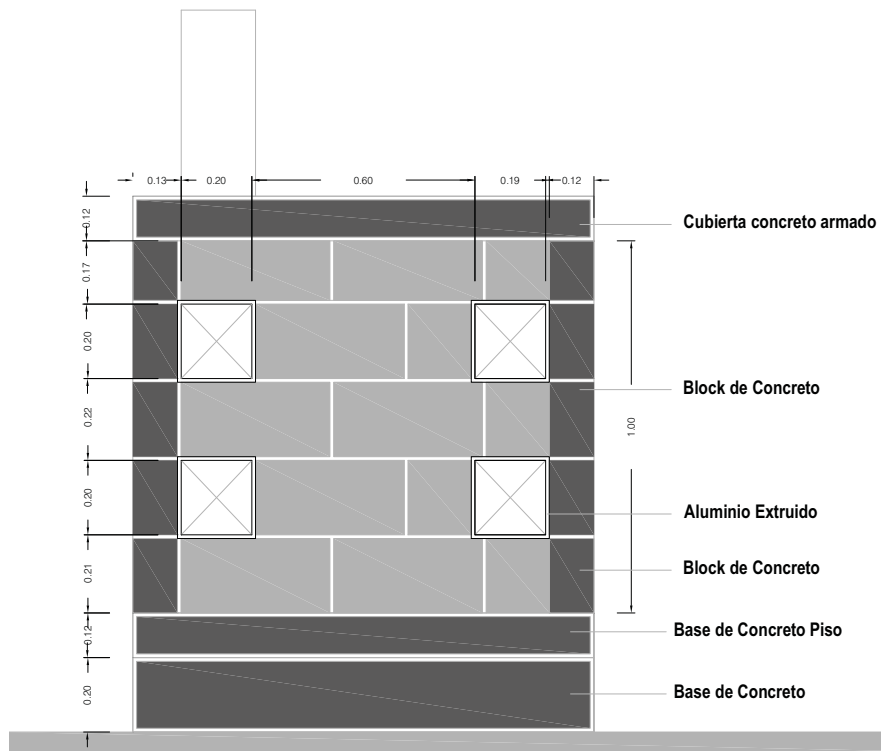 0.13
0.20
0.60
0.19
0.12
0.12
Cubierta concreto armado
0.17
0.20
Block de Concreto
0.22
1.00
0.20
Aluminio Extruido
0.21
Block de Concreto
0.12
Base de Concreto Piso
0.20
Base de Concreto